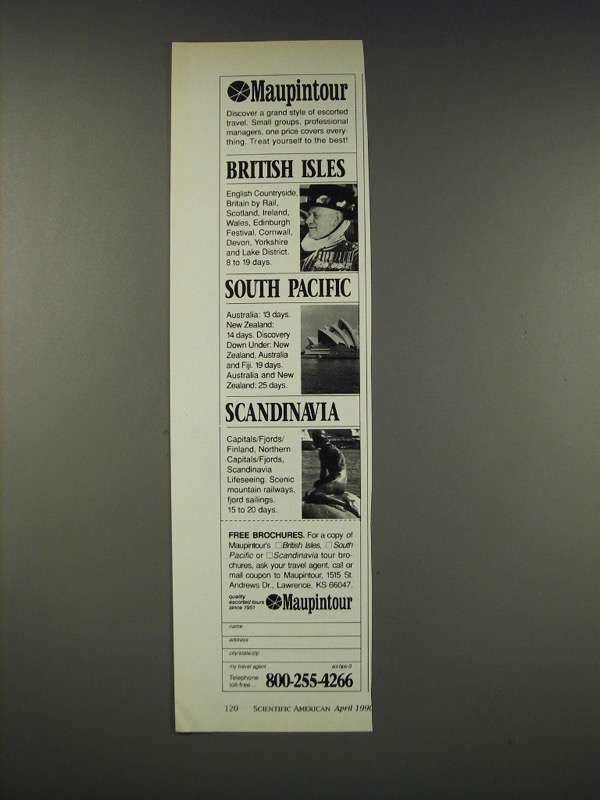 Maupintour
Discover a grand style of escorted
travel. Small groups, professional
managers, one price covers every-
thing. Treat yourself to the best!
BRITISH ISLES
English Countryside,
Britain by Rail,
Scotland, Ireland,
Wales, Edinburgh
Festival, Cornwall,
Devon, Yorkshire
and Lake District.
8 to 19 days.
SOUTH PACIFIC
Australia: 13 days.
New Zealand:
14 days. Discovery
Down Under: New
Zealand, Australia
and Fiji. 19 days.
Australia and New
Zealand: 25 days.
SCANDINAVIA
Capitals/Fjords/
Finland, Northern
Capitals/Fjords,
Scandinavia
Lifeseeing. Scenic
mountain railways,
fjord sailings.
15 to 20 days.
FREE BROCHURES. For a copy of
Maupintour's □ British Isles, □ South
Pacific or □ Scandinavia tour bro-
chures, ask your travel agent, call or
mail coupon to Maupintour, 1515 St.
Andrews Dr., Lawrence, KS 66047.
quality
escorted tours
since 1951
Maupintour
name
address
city/state/zip
my travel agent
Telephone
toll-free...
800-255-4266
120 SCIENTIFIC AMERICAN April 1990